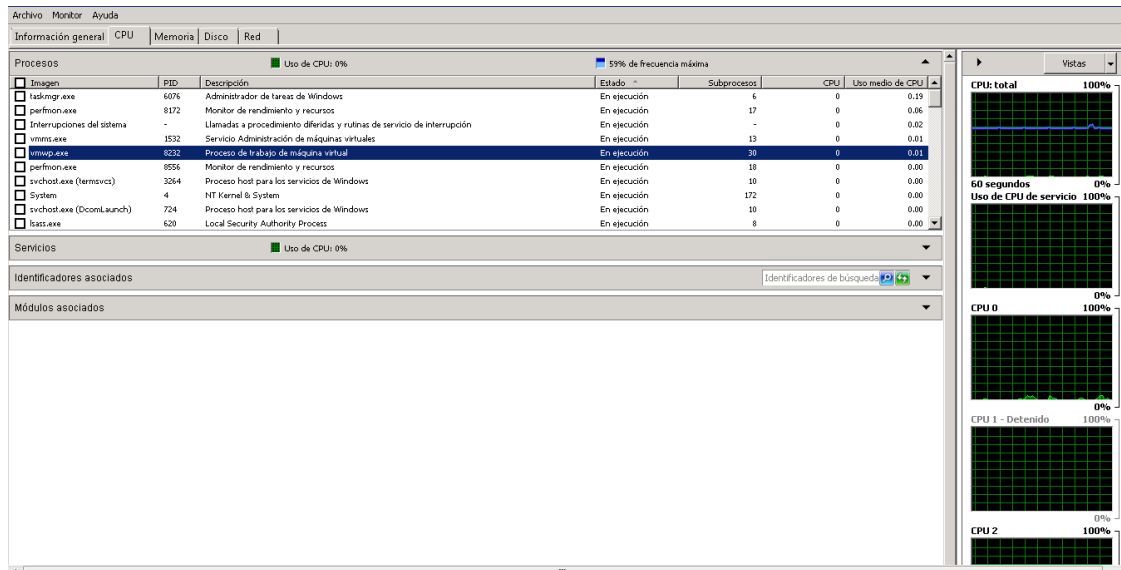 Archivo Monitor Ayuda
Información general CPU Memoria Disco Red
Procesos Uso de CPU: 0% 59% de frecuencia máxima
Imagen PID Descripción Estado Subprocesos CPU Uso medio de CPU
taskmgr.exe 6076 Administrador de tareas de Windows En ejecución 6 0 0.19
perfmon.exe 8172 Monitor de rendimiento y recursos En ejecución 17 0 0.06
Interrupciones del sistema - Llamadas a procedimiento diferidas y rutinas de servicio de interrupción En ejecución - 0 0.02
vmms.exe 1532 Servicio Administración de máquinas virtuales En ejecución 13 0 0.01
vmwp.exe 8232 Proceso de trabajo de máquina virtual En ejecución 30 0 0.01
perfmon.exe 8556 Monitor de rendimiento y recursos En ejecución 18 0 0.00
svchost.exe (termsvcs) 3264 Proceso host para los servicios de Windows En ejecución 10 0 0.00
System 4 NT Kernel & System En ejecución 172 0 0.00
svchost.exe (DcomLaunch) 724 Proceso host para los servicios de Windows En ejecución 10 0 0.00
lsass.exe 620 Local Security Authority Process En ejecución 8 0 0.00
Servicios Uso de CPU: 0%
Identificadores asociados Identificadores de búsqueda
Módulos asociados
Vistas
CPU: total 100%
60 segundos 0%
Uso de CPU de servicio 100%
0%
CPU 0 100%
0%
CPU 1 - Detenido 100%
0%
CPU 2 100%